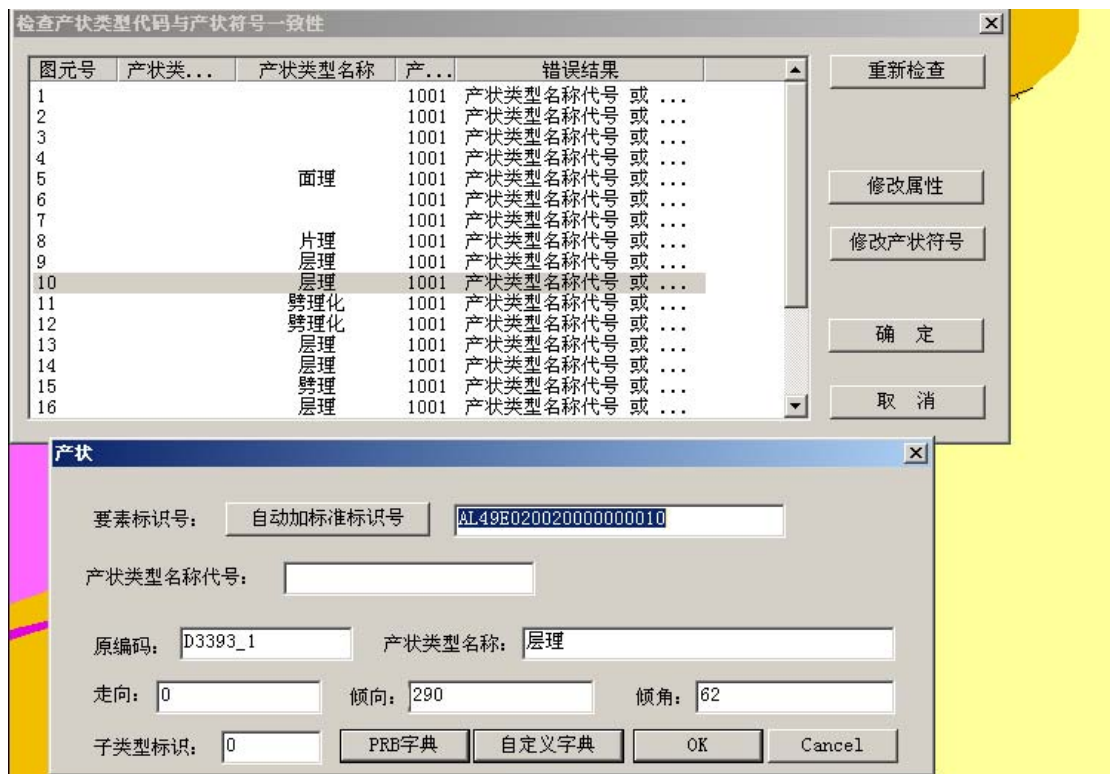 检查产状类型代码与产状符号一致性
图元号 产状类... 产状类型名称 产... 错误结果
重新检查
1 1001 产状类型名称代号 或 ...
2 1001 产状类型名称代号 或 ...
3 1001 产状类型名称代号 或 ...
4 1001 产状类型名称代号 或 ...
5 面理 1001 产状类型名称代号 或 ...
修改属性
6 1001 产状类型名称代号 或 ...
7 1001 产状类型名称代号 或 ...
8 片理 1001 产状类型名称代号 或 ...
修改产状符号
9 层理 1001 产状类型名称代号 或 ...
10 层理 1001 产状类型名称代号 或 ...
11 劈理化 1001 产状类型名称代号 或 ...
12 劈理化 1001 产状类型名称代号 或 ...
确 定
13 层理 1001 产状类型名称代号 或 ...
14 层理 1001 产状类型名称代号 或 ...
15 劈理 1001 产状类型名称代号 或 ...
16 层理 1001 产状类型名称代号 或 ...
取 消
产状
要素标识号: 自动加标准标识号 AL49E020020000000010
产状类型名称代号:
原编码: D3393_1 产状类型名称: 层理
走向: 0 倾向: 290 倾角: 62
子类型标识: 0 PRB字典 自定义字典 OK Cancel